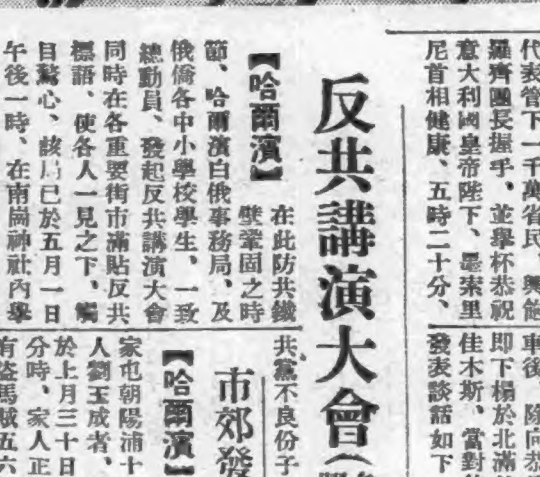 代表管下一千萬省民、與鮑
羅齊團長握手、並舉杯恭祝
意大利國皇帝陛下、墨索里
尼首相健康、五時二十分、
車後、隨向恭
即下榻於北滿
佳木斯、當對
發表談話如下
反共講演大會(
【哈爾濱】
在此防共鐵
壁鞏固之時
節、哈爾濱白俄事務局、及
俄僑各中小學校學生、一致
總動員、發起反共講演大會
同時在各重要街市滿貼反共
標語、使各人一見之下、觸
目驚心、該局已於五月一日
午後一時、在南崗神社內舉
共黨不良份子
市郊發
【哈爾濱】
家屯朝陽浦十
人劉玉成者、
於上月三十日
分時、家人正
有盜馬賊五六